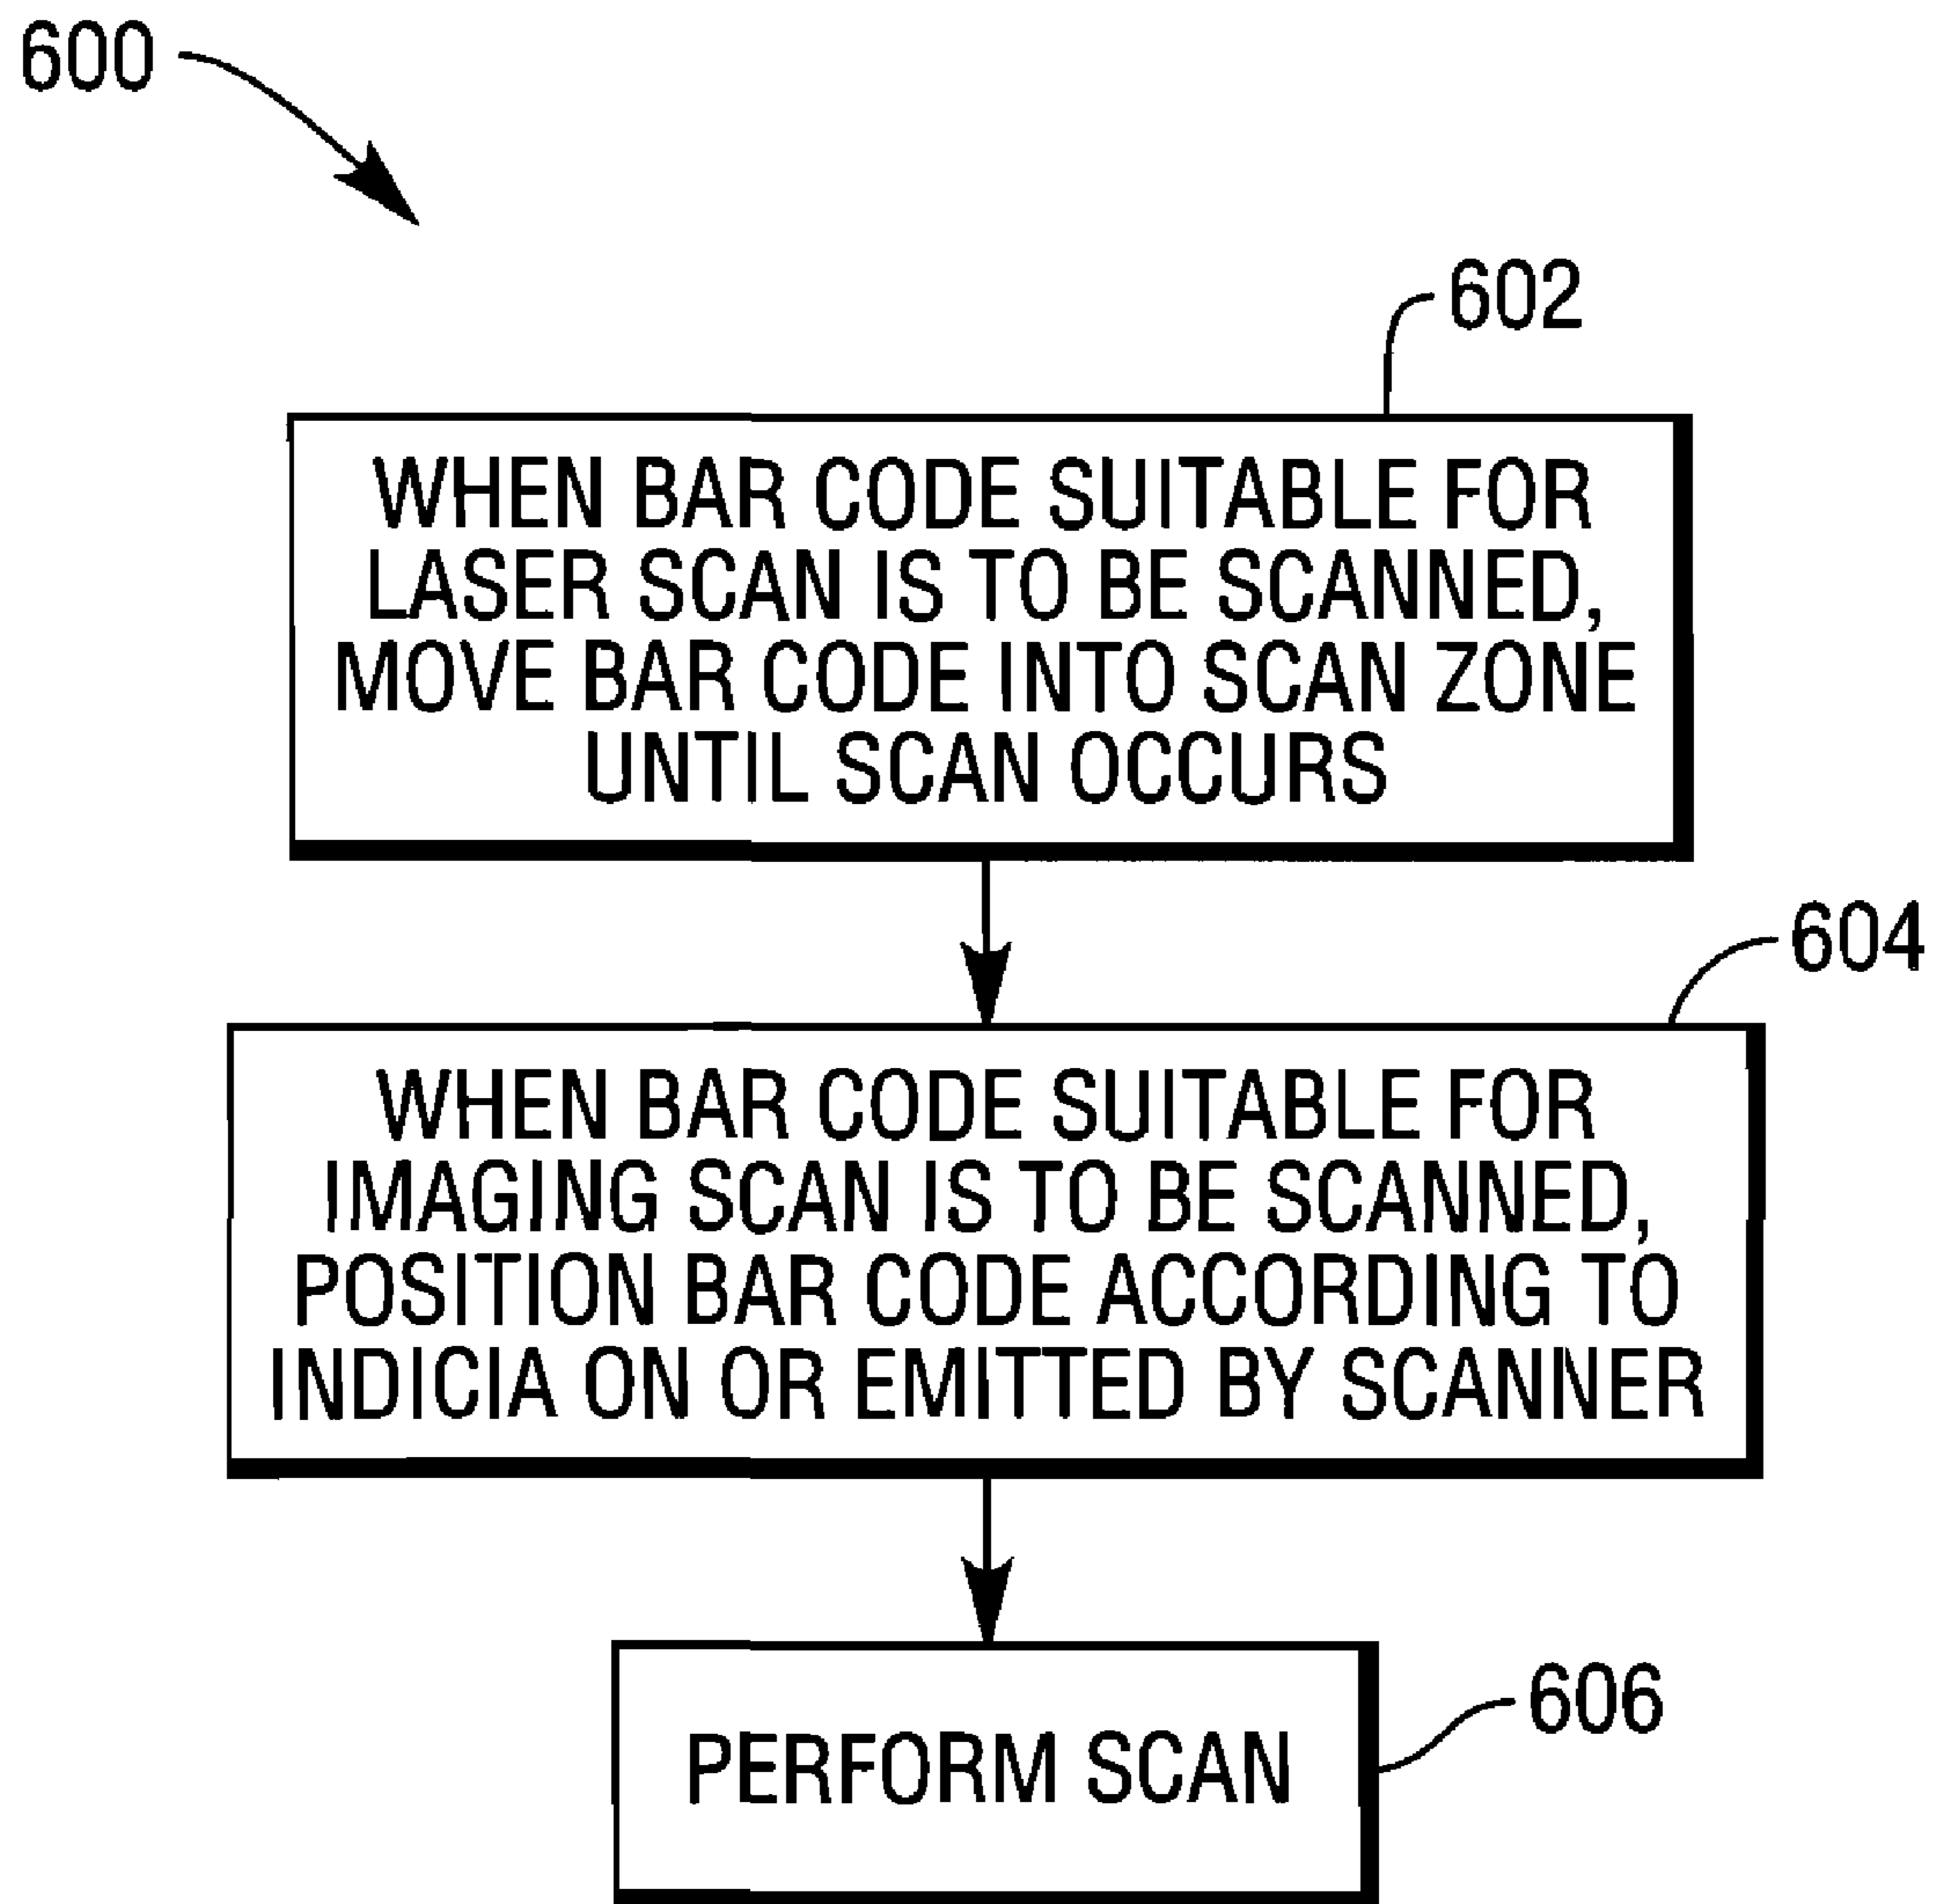 600
602
WHEN BAR CODE SUITABLE FOR
LASER SCAN IS TO BE SCANNED,
MOVE BAR CODE INTO SCAN ZONE
UNTIL SCAN OCCURS
604
WHEN BAR CODE SUITABLE FOR
IMAGING SCAN IS TO BE SCANNED,
POSITION BAR CODE ACCORDING TO
INDICIA ON OR EMITTED BY SCANNER
606
PERFORM SCAN